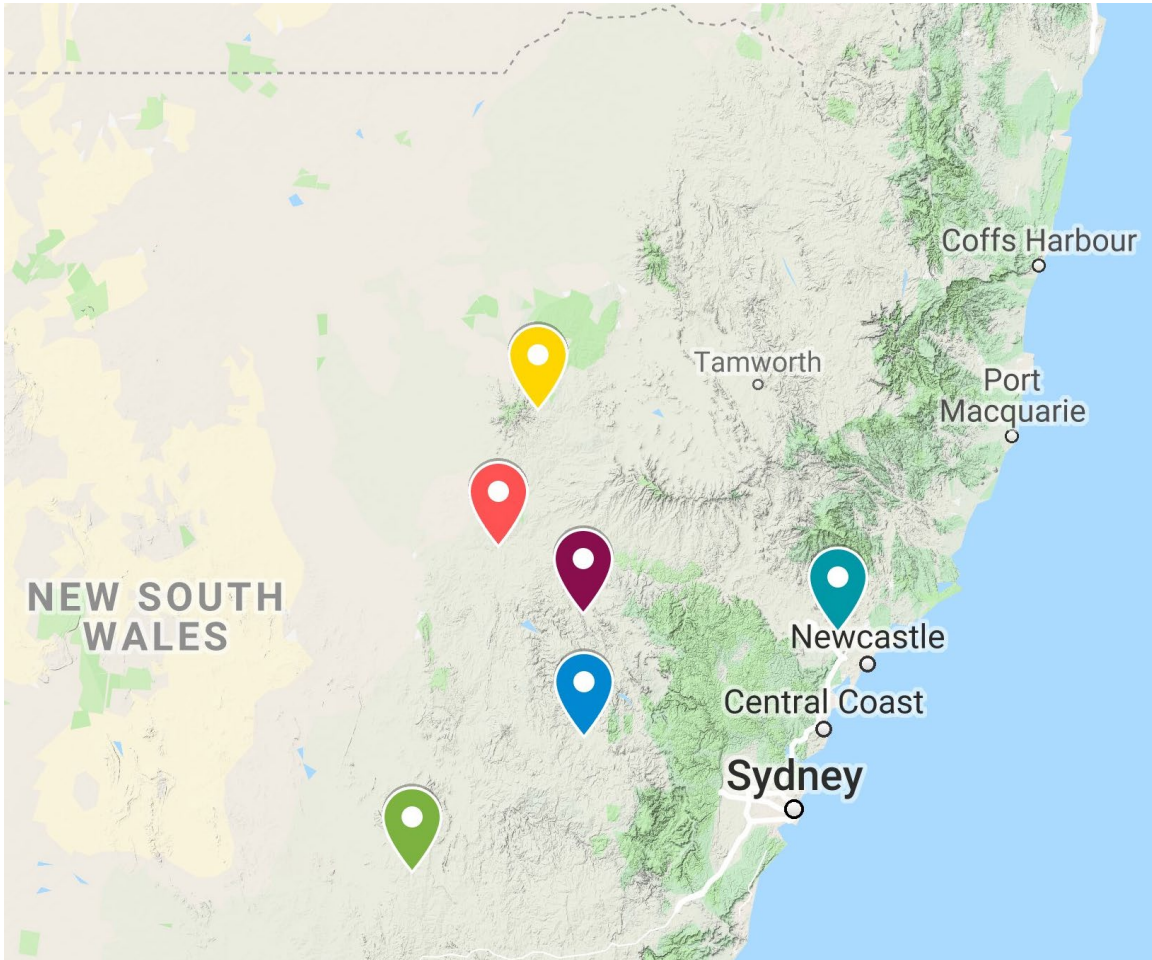 Coffs Harbour
Tamworth
Port
Macquarie
NEW SOUTH
WALES
Newcastle
Central Coast
Sydney